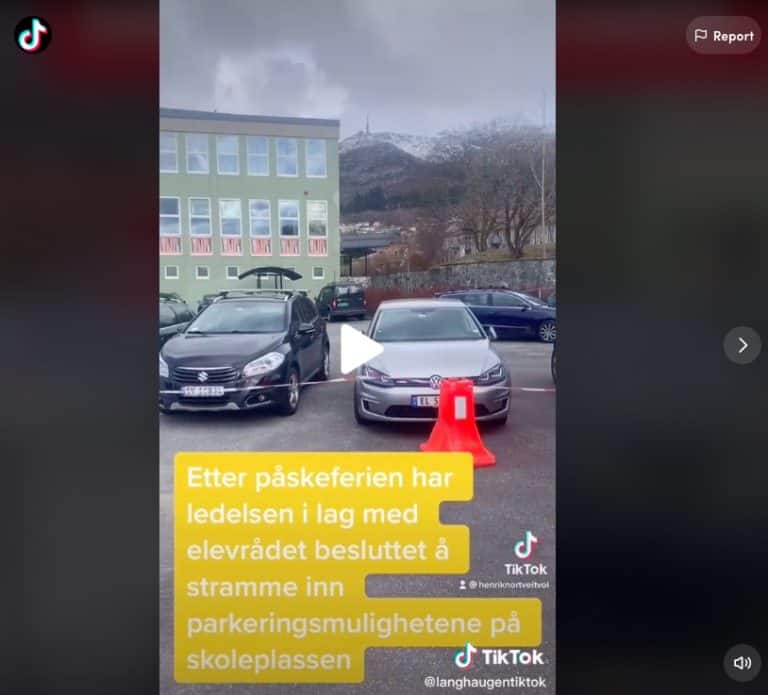 Report
Etter påskeferien har
ledelsen i lag med
elevrådet besluttet å
stramme inn
parkeringsmulighetene på
skoleplassen
TikTok
@henriknortveitvol
TikTok
@langhaugentiktok